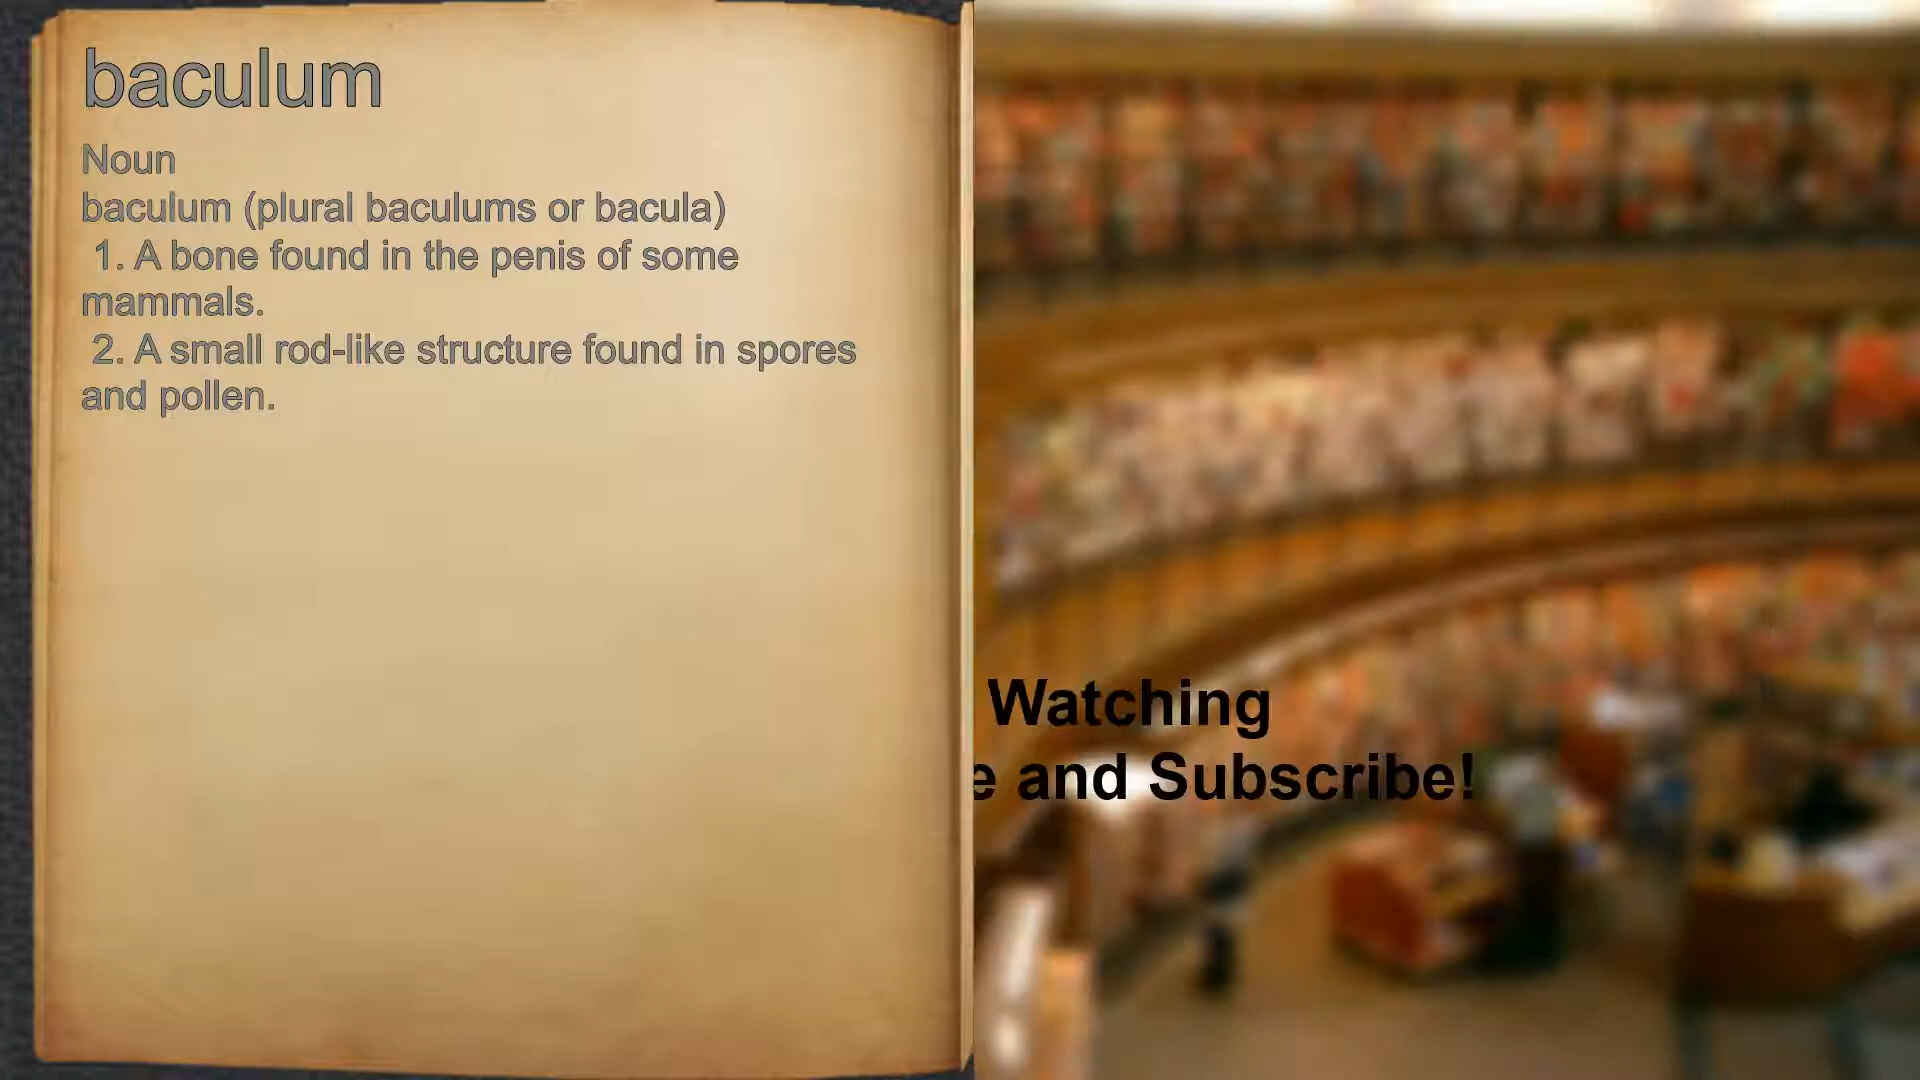 baculum
Noun
baculum (plural baculums or bacula)
1. A bone found in the penis of some
mammals.
2. A small rod-like structure found in spores
and pollen.
Watching
e and Subscribe!